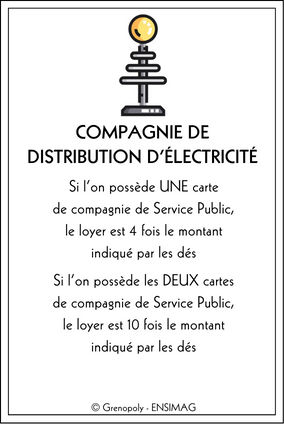 COMPAGNIE DE
DISTRIBUTION D'ÉLECTRICITÉ
Si l'on possède UNE carte
de compagnie de Service Public,
le loyer est 4 fois le montant
indiqué par les dés
Si l'on possède les DEUX cartes
de compagnie de Service Public,
le loyer est 10 fois le montant
indiqué par les dés
© Grenopoly - ENSIMAG